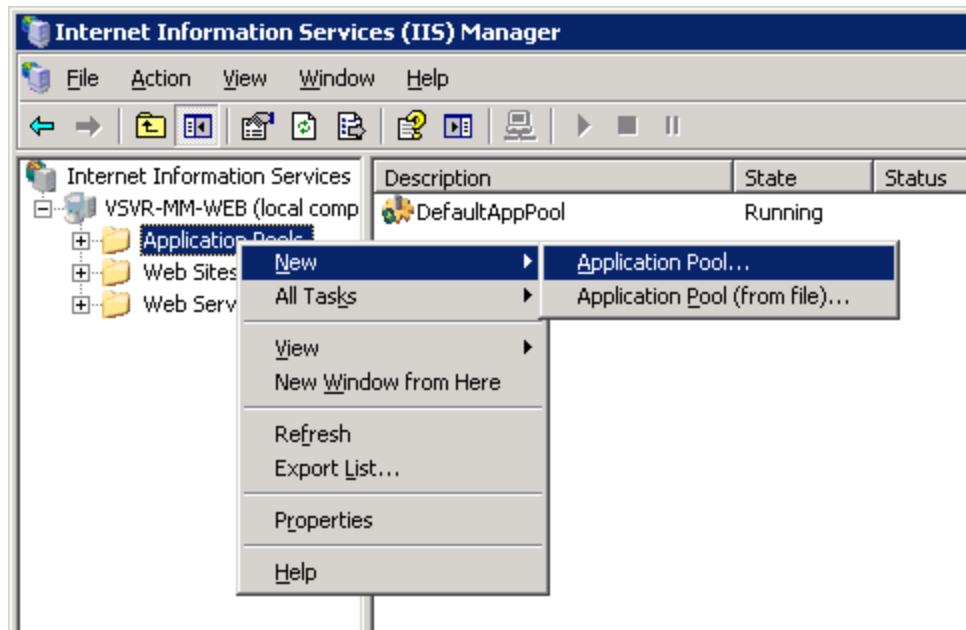 Internet Information Services (IIS) Manager
File Action View Window Help
Internet Information Services
Description State Status
VSVR-MM-WEB (local comp
DefaultAppPool Running
Application Pools
Web Sites
Web Serv
New
All Tasks
View
New Window from Here
Refresh
Export List...
Properties
Help
Application Pool...
Application Pool (from file)...